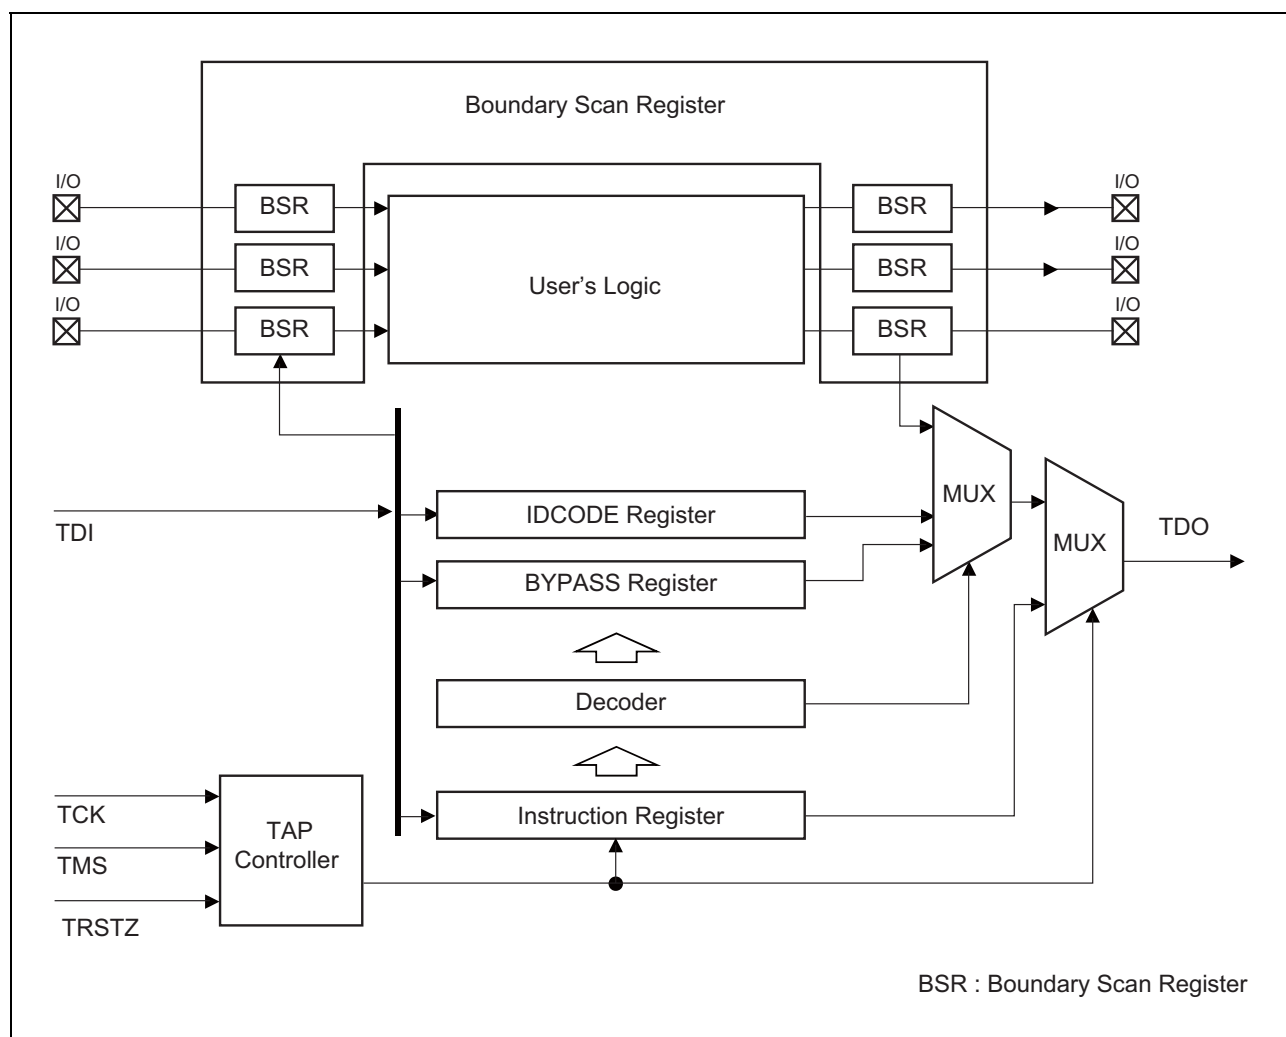 Boundary Scan Register
I/O
BSR
BSR
I/O
I/O
BSR
User's Logic
BSR
I/O
I/O
BSR
BSR
I/O
MUX
IDCODE Register
TDI
MUX
TDO
BYPASS Register
Decoder
TCK
TAP
Controller
Instruction Register
TMS
TRSTZ
BSR : Boundary Scan Register